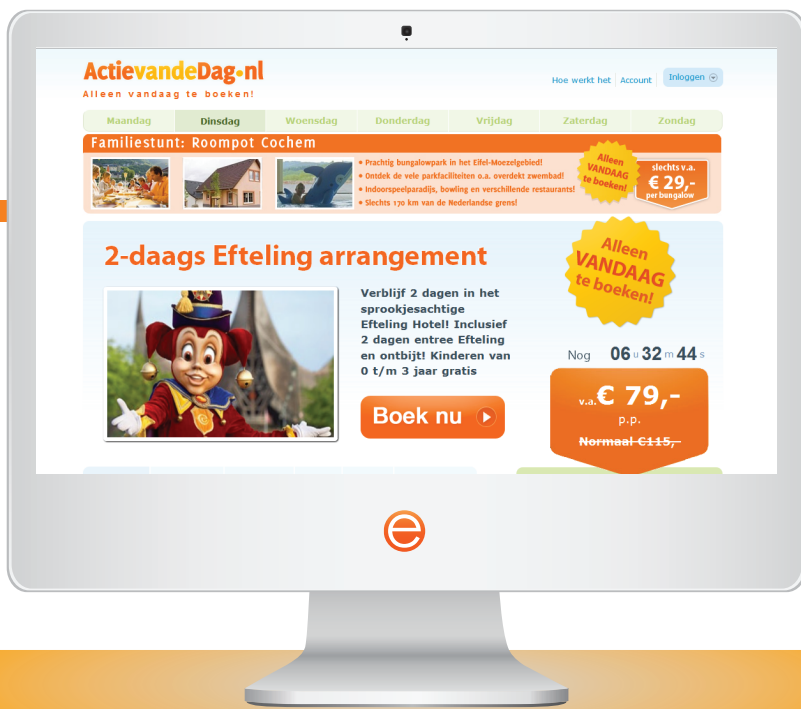 ActievandeDag•nl
Alleen vandaag te boeken!
Hoe werkt het Account Inloggen
Maandag Dinsdag Woensdag Donderdag Vrijdag Zaterdag Zondag
Familiestunt: Roompot Cochem
• Prachtig bungalowpark in het Eifel-Moezelgebied!
• Ontdek de vele parkfaciliteiten o.a. overdekt zwembad!
• Indoorspeelparadijs, bowling en verschillende restaurants!
• Slechts 170 km van de Nederlandse grens!
Alleen
VANDAAG
te boeken!
slechts v.a.
€ 29,-
per bungalow
2-daags Efteling arrangement
Verblijf 2 dagen in het
sprookjesachtige
Efteling Hotel! Inclusief
2 dagen entree Efteling
en ontbijt! Kinderen van
0 t/m 3 jaar gratis
Boek nu
Alleen
VANDAAG
te boeken!
Nog 06 u 32 m 44 s
v.a. € 79,-
p.p.
Normaal €115,-
e